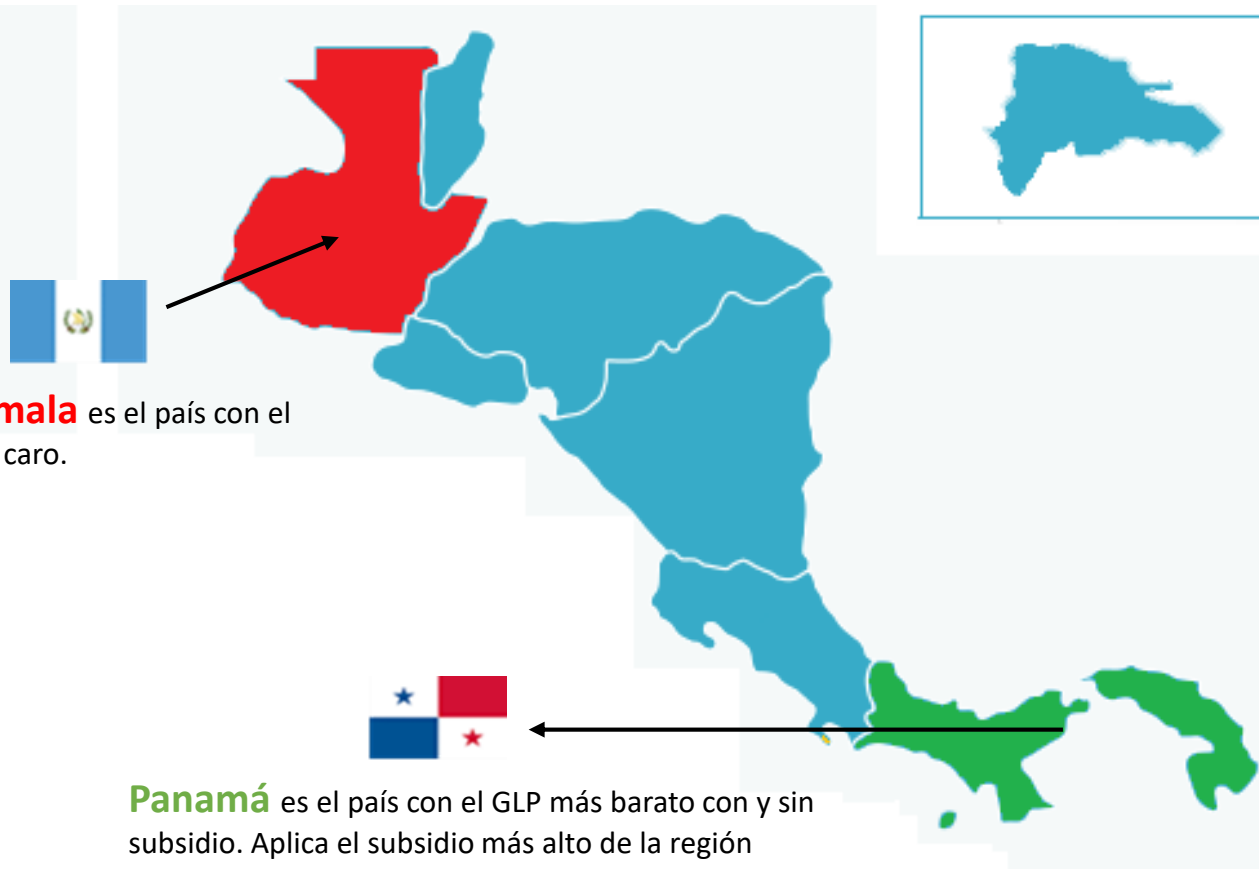 mala es el país con el
caro.
Panamá es el país con el GLP más barato con y sin
subsidio. Aplica el subsidio más alto de la región